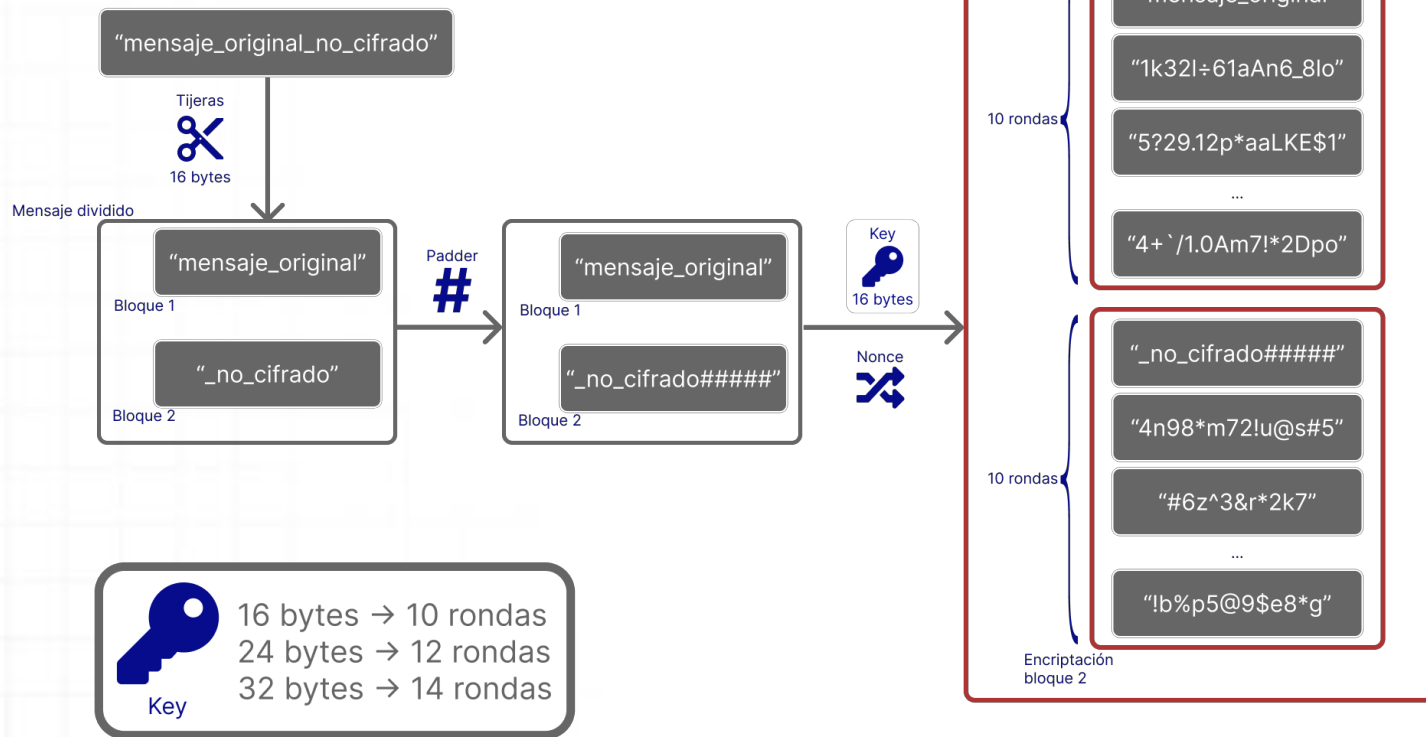 “mensaje_original_no_cifrado”
Tijeras
16 bytes
Mensaje dividido
“mensaje_original”
Bloque 1
“_no_cifrado”
Bloque 2
Padder
#
“mensaje_original”
Bloque 1
“_no_cifrado#####”
Bloque 2
Key
16 bytes
Nonce
“mensaje_original”
“1k32l÷61aAn6_8lo”
10 rondas
“5?29.12p*aaLKE$1”
...
“4+`/1.0Am7!*2Dpo”
“_no_cifrado#####”
“4n98*m72!u@s#5”
10 rondas
“#6z^3&r*2k7”
...
“!b%p5@9$e8*g”
Encriptación
bloque 2
16 bytes → 10 rondas
24 bytes → 12 rondas
32 bytes → 14 rondas
Key